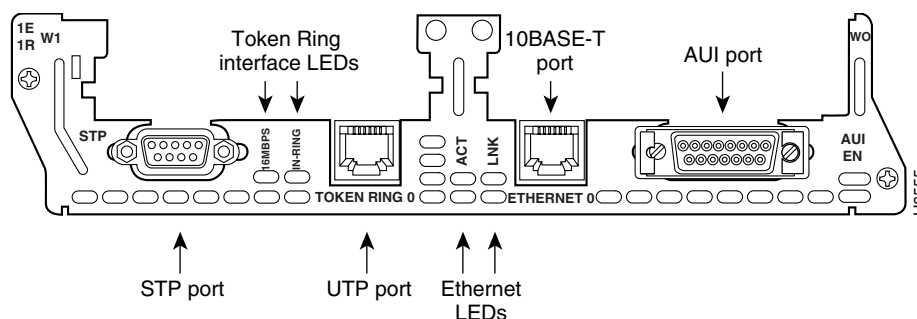 1E
1R W1
Token Ring
interface LEDs
10BASE-T
port
AUI port
WO
STP
16MBPS
IN-RING
ACT
LNK
AUI
EN
TOKEN RING 0
ETHERNET 0
STP port
UTP port
Ethernet
LEDs